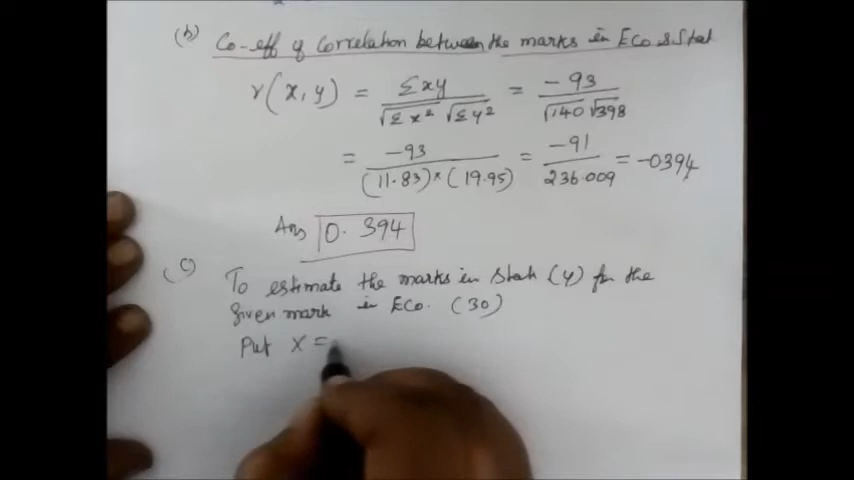 (b) Co-eff of Correlation between the marks in Eco & Stat
r(x, y) = Σxy / √Σx² √Σy² = -93 / √140 √398
= -93 / (11.83)×(19.95) = -91 / 236.009 = -0394
Ans 0.394
(c) To estimate the marks in Stat (y) for the
given mark in Eco. (30)
Put X =